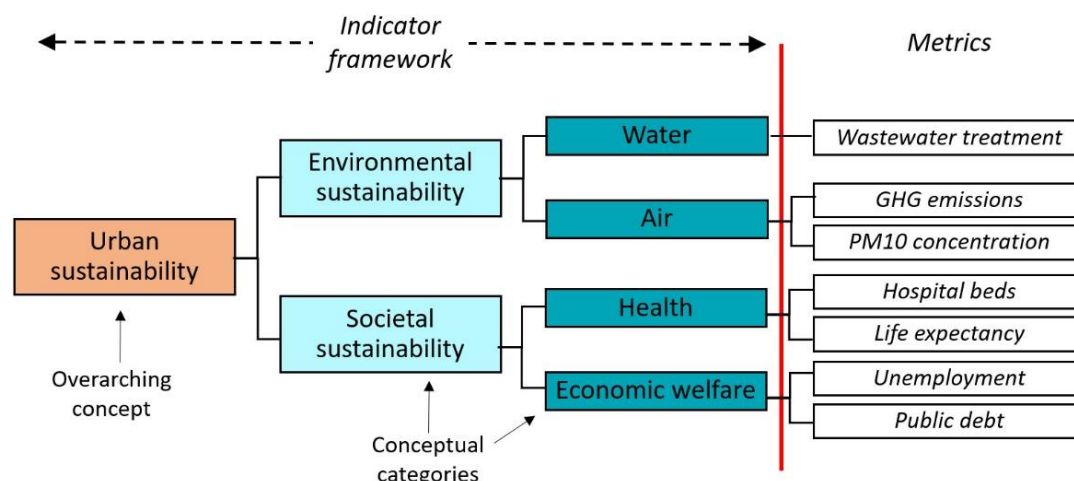 Indicator
framework
Metrics
Water
Wastewater treatment
Environmental
sustainability
GHG emissions
Air
PM10 concentration
Urban
sustainability
Hospital beds
Health
Societal
sustainability
Life expectancy
Overarching
concept
Unemployment
Economic welfare
Public debt
Conceptual
categories